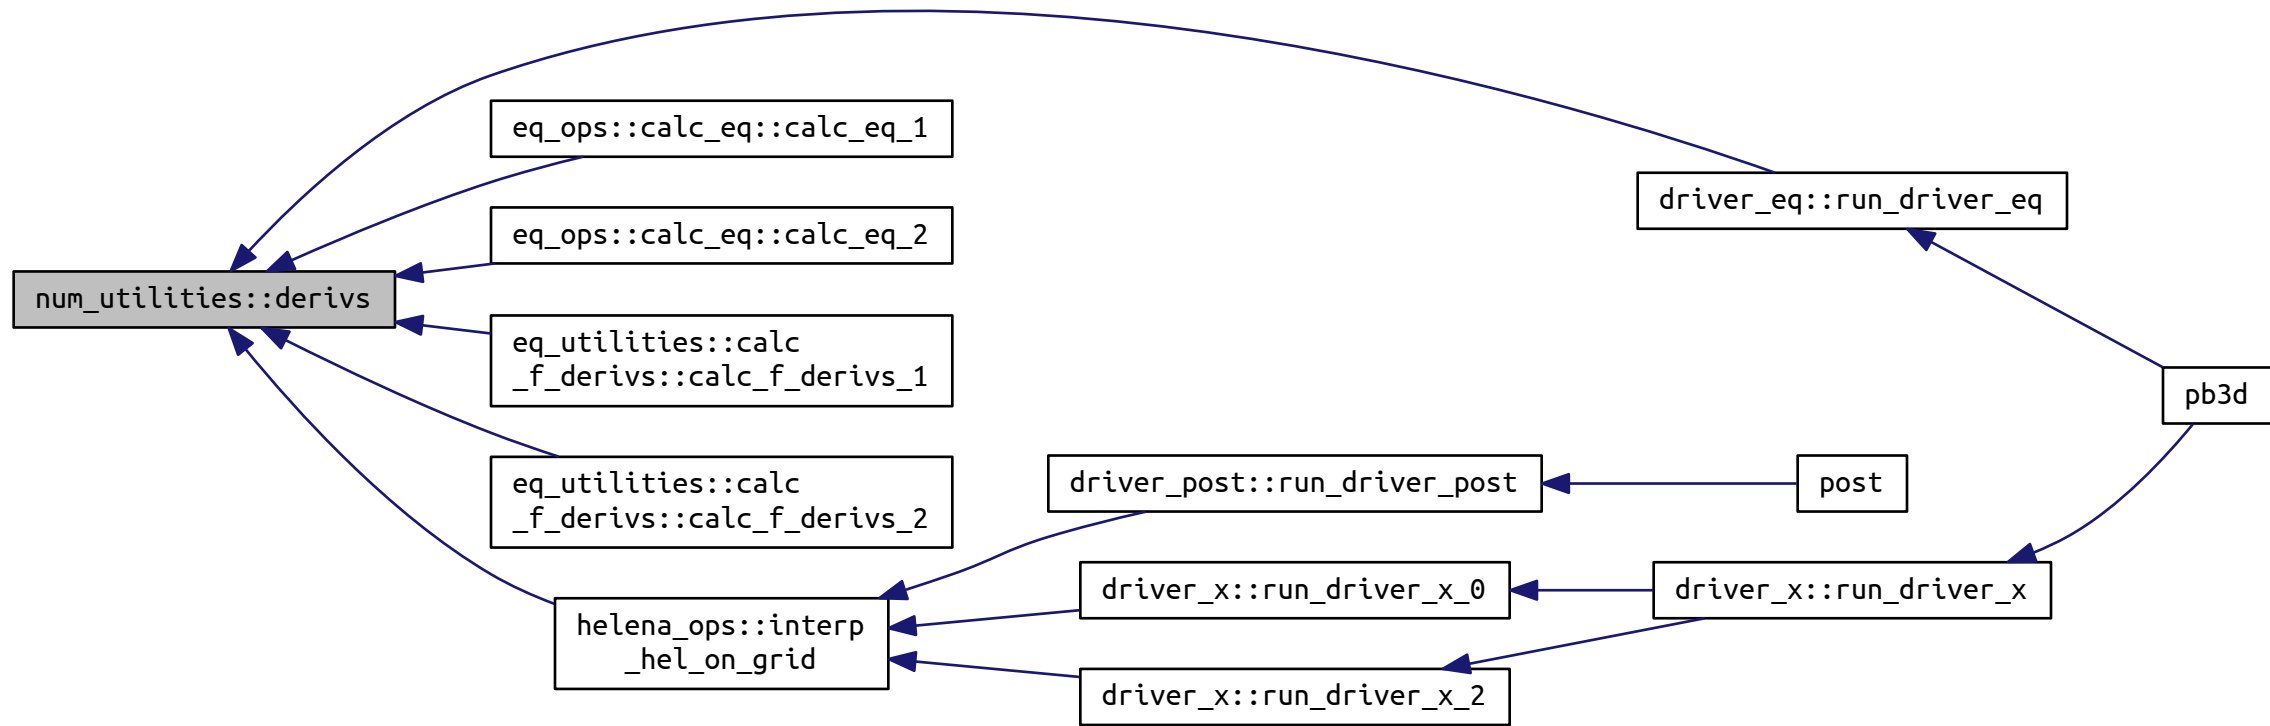 num_utilities::derivs
eq_ops::calc_eq::calc_eq_1
eq_ops::calc_eq::calc_eq_2
eq_utilities::calc
_f_derivs::calc_f_derivs_1
eq_utilities::calc
_f_derivs::calc_f_derivs_2
helena_ops::interp
_hel_on_grid
driver_post::run_driver_post
driver_x::run_driver_x_0
driver_x::run_driver_x_2
driver_eq::run_driver_eq
post
driver_x::run_driver_x
pb3d